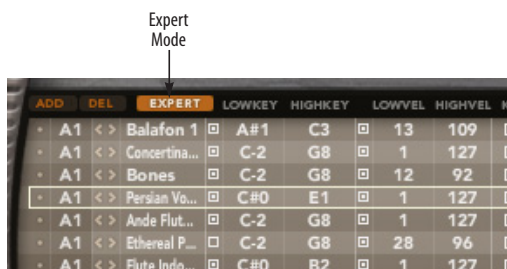 Expert
Mode
ADD DEL EXPERT LOWKEY HIGHKEY LOWVEL HIGHVEL
A1 < > Balafon 1 A#1 C3 13 109
A1 < > Concertina... C-2 G8 1 127
A1 < > Bones C-2 G8 12 92
A1 < > Persian Vo... C#0 E1 1 127
A1 < > Ande Flut... C-2 G8 1 127
A1 < > Ethereal P... C-2 G8 28 96
A1 < > Flute Indo... C#0 B2 1 127